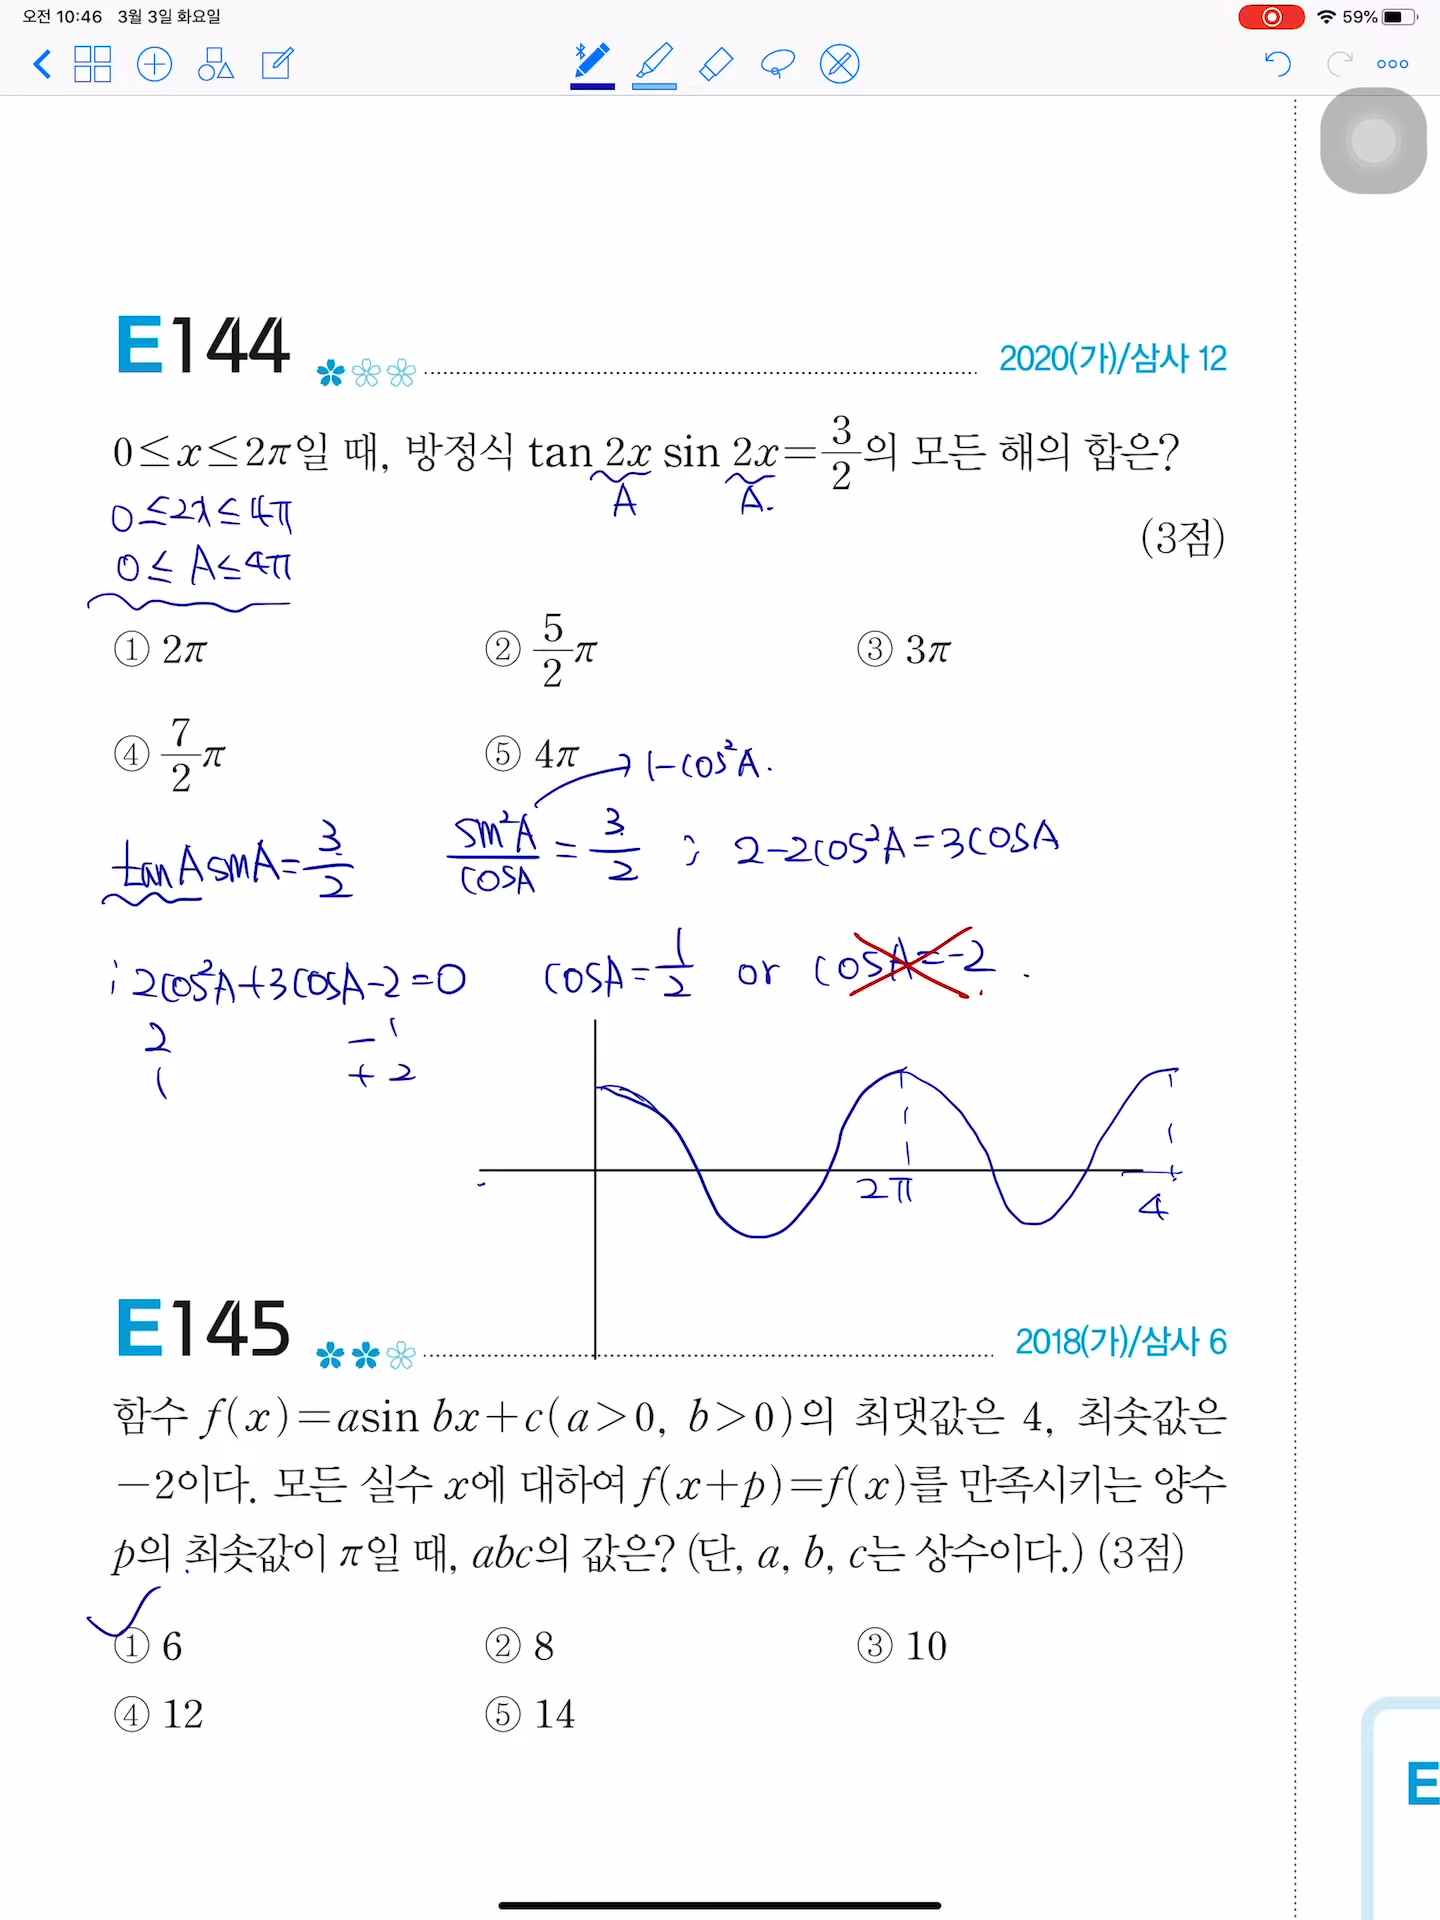 오전 10:46 3월 3일 화요일
59%
E144
2020(가)/삼사 12
0≤x≤2π일 때, 방정식 tan 2x sin 2x=3/2의 모든 해의 합은?
A A.
(3점)
0≤2x≤4π
0≤A≤4π
① 2π ② 5/2π ③ 3π
④ 7/2π ⑤ 4π
1-cos²A.
tanAsinA=3/2 sin²A/cosA=3/2 ; 2-2cos²A=3cosA
; 2cos²A+3cosA-2=0 cosA=1/2 or cosA=-2.
2 -1
1 +2
2π 4
E145
2018(가)/삼사 6
함수 f(x)=asin bx+c(a>0, b>0)의 최댓값은 4, 최솟값은
-2이다. 모든 실수 x에 대하여 f(x+p)=f(x)를 만족시키는 양수
p의 최솟값이 π일 때, abc의 값은? (단, a, b, c는 상수이다.) (3점)
① 6 ② 8 ③ 10
④ 12 ⑤ 14
E